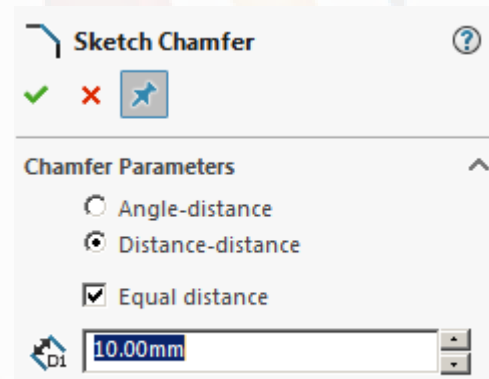 Sketch Chamfer
Chamfer Parameters
Angle-distance
Distance-distance
Equal distance
D1 10.00mm